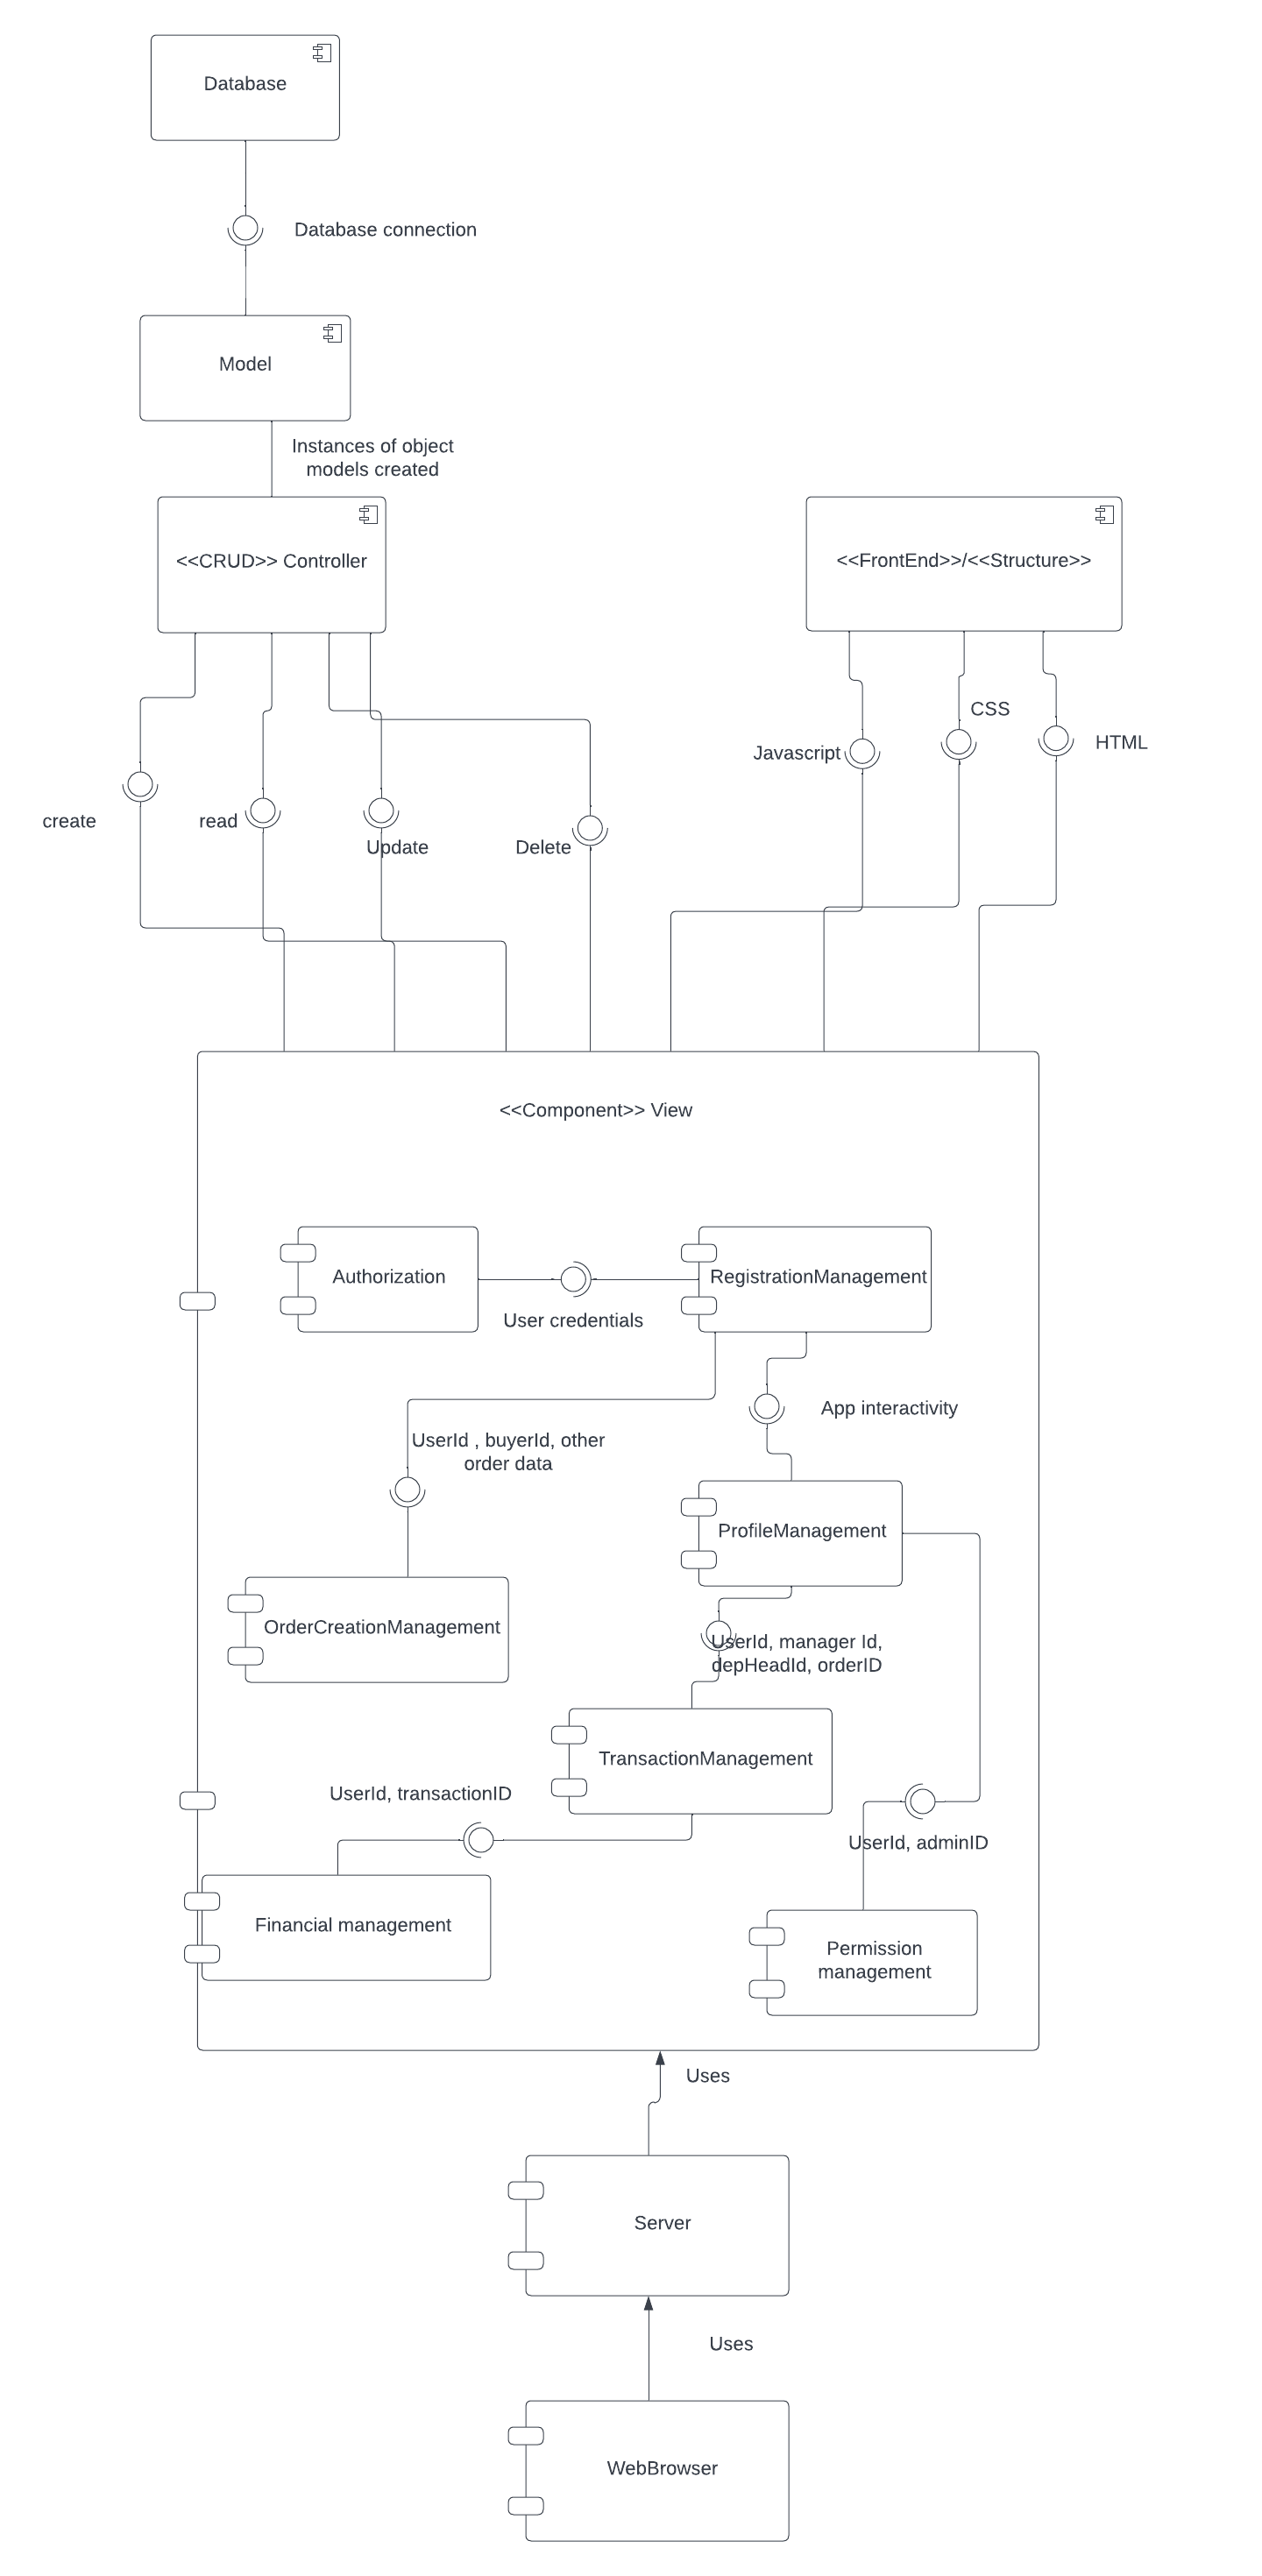 Database
Database connection
Model
Instances of object
models created
<<CRUD>> Controller
<<FrontEnd>>/<<Structure>>
CSS
HTML
Javascript
create
read
Update
Delete
<<Component>> View
Authorization
RegistrationManagement
User credentials
App interactivity
UserId , buyerId, other
order data
ProfileManagement
OrderCreationManagement
UserId, manager Id,
depHeadId, orderID
TransactionManagement
UserId, transactionID
UserId, adminID
Financial management
Permission
management
Uses
Server
Uses
WebBrowser